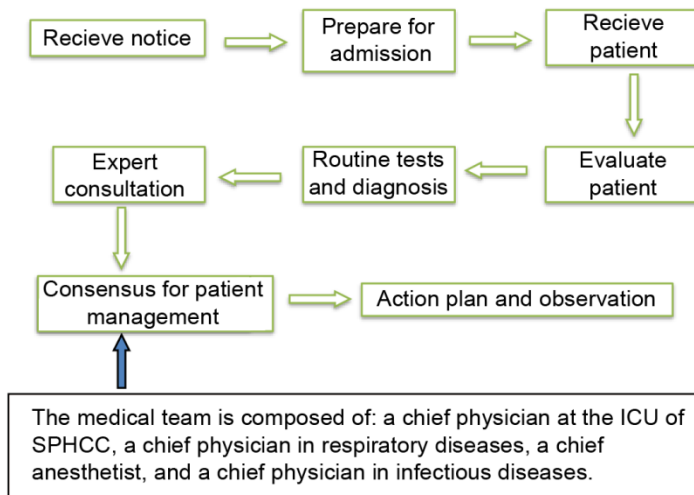 Recieve notice
Prepare for
admission
Recieve
patient
Evaluate
patient
Routine tests
and diagnosis
Expert
consultation
Consensus for patient
management
Action plan and observation
The medical team is composed of: a chief physician at the ICU of
SPHCC, a chief physician in respiratory diseases, a chief
anesthetist, and a chief physician in infectious diseases.